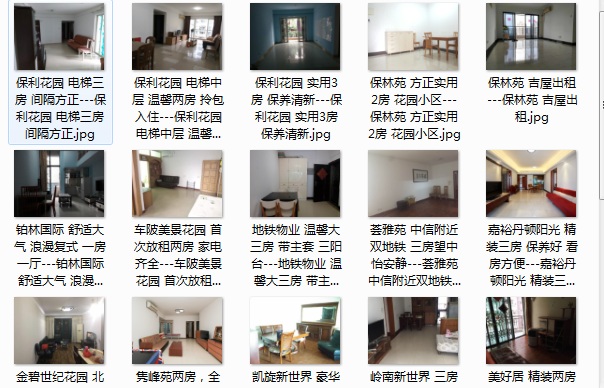 保利花园 电梯三
房 间隔方正---保
利花园 电梯三房
间隔方正.jpg
保利花园 电梯中
层 温馨两房 拎包
入住---保利花园
电梯中层 温馨...
保利花园 实用3
房 保养清新---保
利花园 实用3房
保养清新.jpg
保林苑 方正实用
2房 花园小区---
保林苑 方正实用
2房 花园小区.jpg
保林苑 吉屋出租
---保林苑 吉屋出
租.jpg
铂林国际 舒适大
气 浪漫复式 一房
一厅---铂林国际
舒适大气 浪漫...
车陂美景花园 首
次放租两房 家电
齐全---车陂美景
花园 首次放租...
地铁物业 温馨大
三房 带主套 三阳
台---地铁物业 温
馨大三房 带主...
荟雅苑 中信附近
双地铁 三房望中
怡安静---荟雅苑
中信附近双地铁...
嘉裕丹顿阳光 精
装三房 保养好 看
房方便---嘉裕丹
顿阳光 精装三...
金碧世纪花园 北
隽峰苑两房，全
凯旋新世界 豪华
岭南新世界 三房
美好居 精装两房